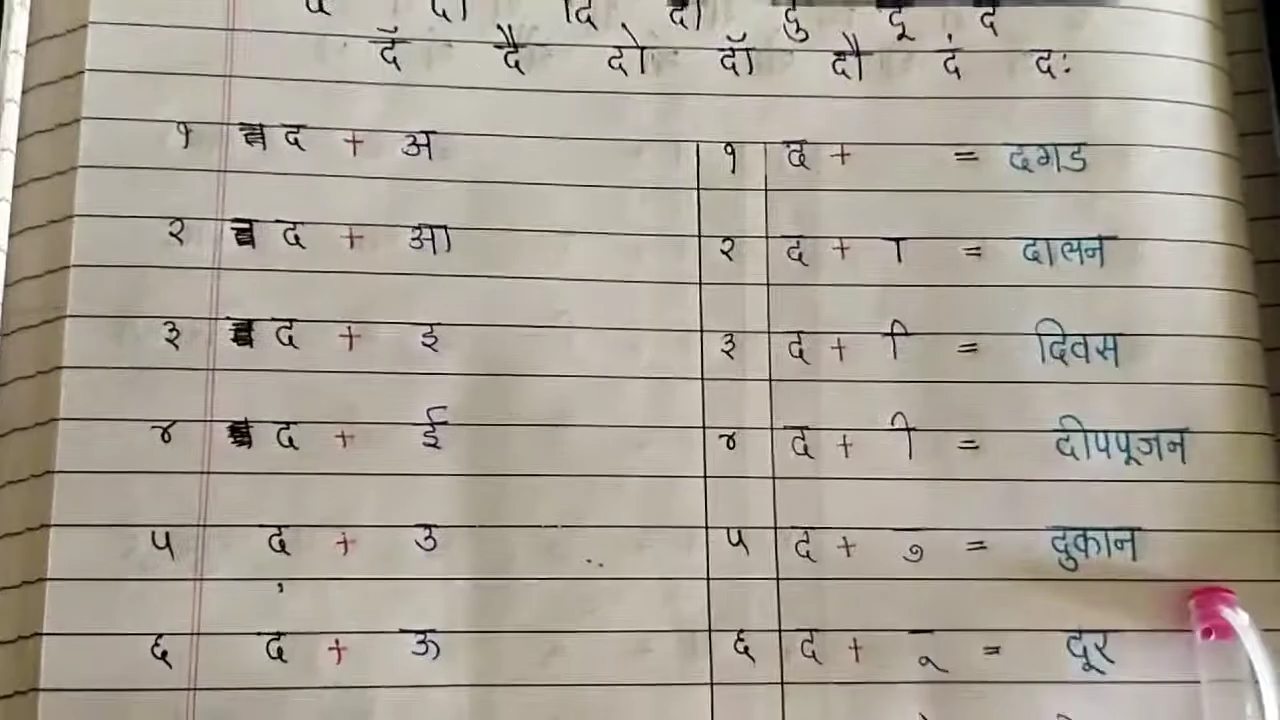 दि दी दु दू दे
दॅ दै दो दॉ दौ दं दः
१ द + अ १ द + = दगड
२ द + आ २ द + ा = दालन
३ द + इ ३ द + ि = दिवस
४ द + ई ४ द + ी = दीपपूजन
५ द + उ ५ द + ु = दुकान
६ द + ऊ ६ द + ू = दूर